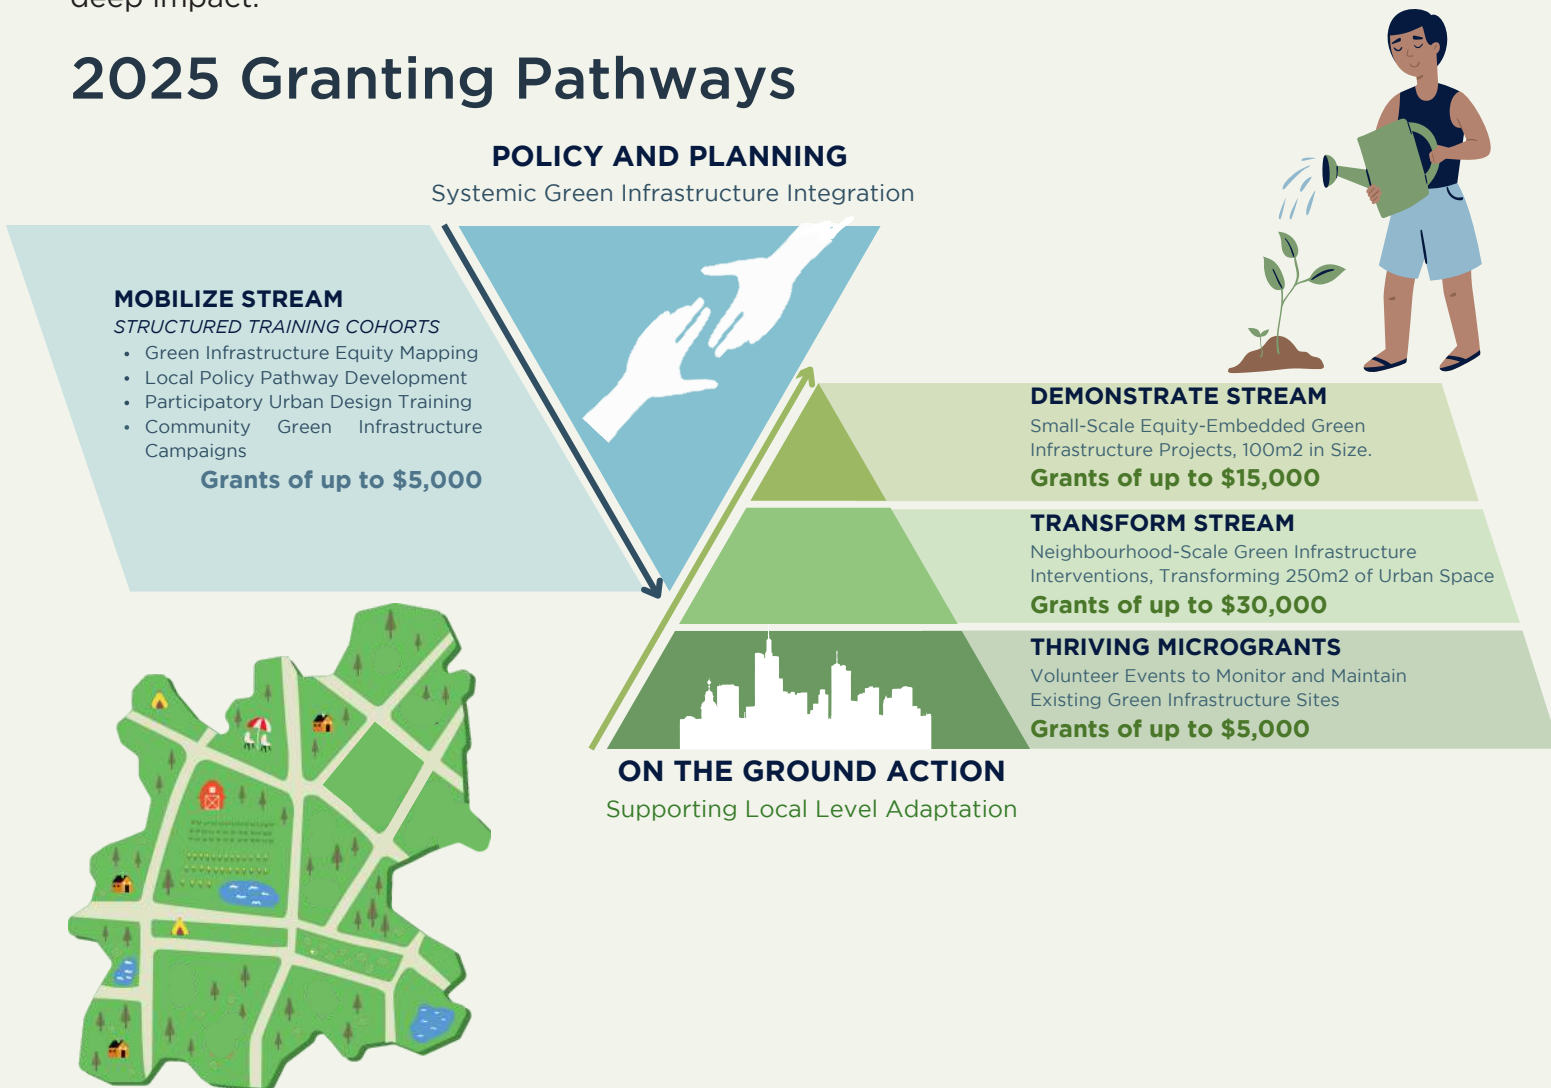 deep impact.
2025 Granting Pathways
POLICY AND PLANNING
Systemic Green Infrastructure Integration
MOBILIZE STREAM
STRUCTURED TRAINING COHORTS
• Green Infrastructure Equity Mapping
• Local Policy Pathway Development
• Participatory Urban Design Training
• Community Green Infrastructure
Campaigns
Grants of up to $5,000
DEMONSTRATE STREAM
Small-Scale Equity-Embedded Green
Infrastructure Projects, 100m2 in Size.
Grants of up to $15,000
TRANSFORM STREAM
Neighbourhood-Scale Green Infrastructure
Interventions, Transforming 250m2 of Urban Space
Grants of up to $30,000
THRIVING MICROGRANTS
Volunteer Events to Monitor and Maintain
Existing Green Infrastructure Sites
Grants of up to $5,000
ON THE GROUND ACTION
Supporting Local Level Adaptation